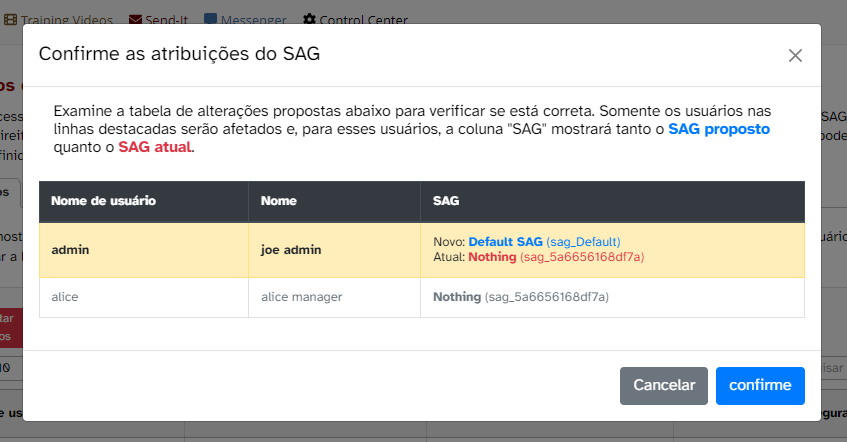 Training Videos Send-It Messenger Control Center
Confirme as atribuições do SAG
Examine a tabela de alterações propostas abaixo para verificar se está correta. Somente os usuários nas
linhas destacadas serão afetados e, para esses usuários, a coluna "SAG" mostrará tanto o SAG proposto
quanto o SAG atual.
Nome de usuário Nome SAG
admin joe admin Novo: Default SAG (sag_Default)
Atual: Nothing (sag_5a6656168df7a)
alice alice manager Nothing (sag_5a6656168df7a)
Cancelar confirme